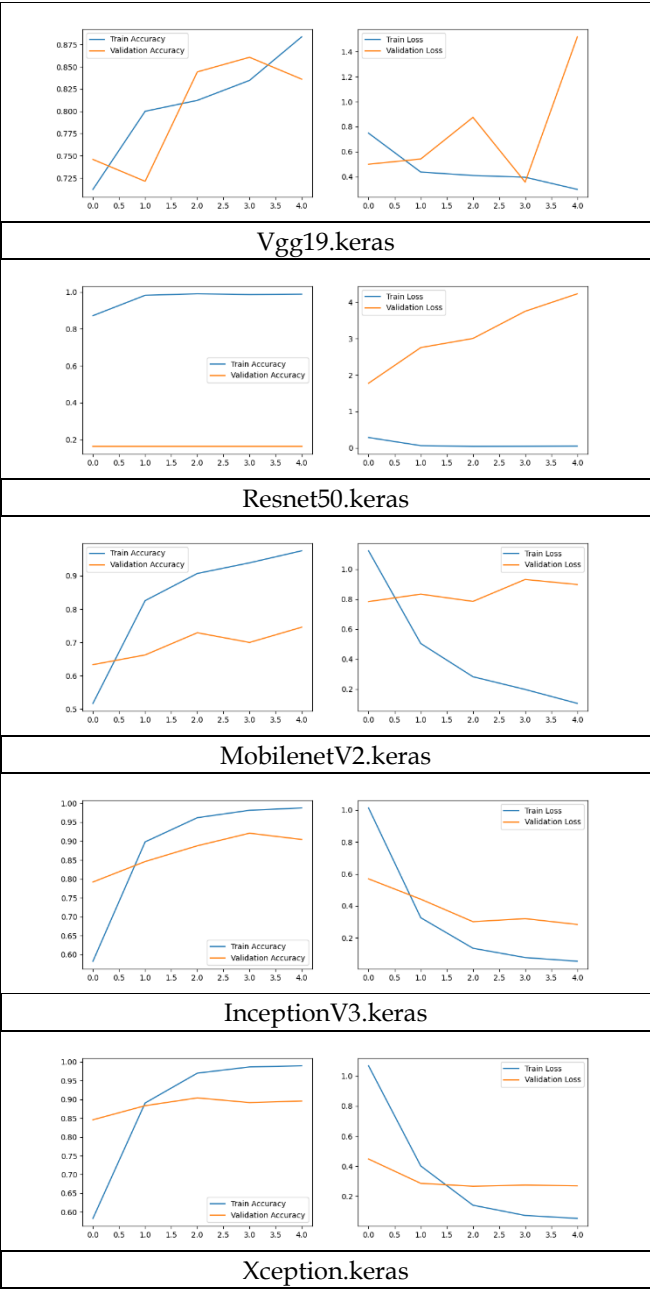 Train Accuracy
Validation Accuracy
0.875
0.850
0.825
0.800
0.775
0.750
0.725
0.0 0.5 1.0 1.5 2.0 2.5 3.0 3.5 4.0
Train Loss
Validation Loss
1.4
1.2
1.0
0.8
0.6
0.4
0.0 0.5 1.0 1.5 2.0 2.5 3.0 3.5 4.0
Vgg19.keras
1.0
0.8
0.6
0.4
0.2
Train Accuracy
Validation Accuracy
0.0 0.5 1.0 1.5 2.0 2.5 3.0 3.5 4.0
Train Loss
Validation Loss
4
3
2
1
0
0.0 0.5 1.0 1.5 2.0 2.5 3.0 3.5 4.0
Resnet50.keras
Train Accuracy
Validation Accuracy
0.9
0.8
0.7
0.6
0.5
0.0 0.5 1.0 1.5 2.0 2.5 3.0 3.5 4.0
Train Loss
Validation Loss
1.0
0.8
0.6
0.4
0.2
0.0 0.5 1.0 1.5 2.0 2.5 3.0 3.5 4.0
MobilenetV2.keras
1.00
0.95
0.90
0.85
0.80
0.75
0.70
0.65
0.60
Train Accuracy
Validation Accuracy
0.0 0.5 1.0 1.5 2.0 2.5 3.0 3.5 4.0
Train Loss
Validation Loss
1.0
0.8
0.6
0.4
0.2
0.0 0.5 1.0 1.5 2.0 2.5 3.0 3.5 4.0
InceptionV3.keras
1.00
0.95
0.90
0.85
0.80
0.75
0.70
0.65
0.60
Train Accuracy
Validation Accuracy
0.0 0.5 1.0 1.5 2.0 2.5 3.0 3.5 4.0
Train Loss
Validation Loss
1.0
0.8
0.6
0.4
0.2
0.0 0.5 1.0 1.5 2.0 2.5 3.0 3.5 4.0
Xception.keras